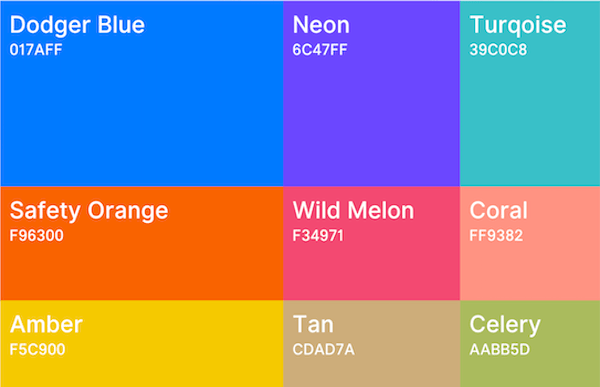 Dodger Blue
017AFF
Neon
6C47FF
Turqoise
39C0C8
Safety Orange
F96300
Wild Melon
F34971
Coral
FF9382
Amber
F5C900
Tan
CDAD7A
Celery
AABB5D